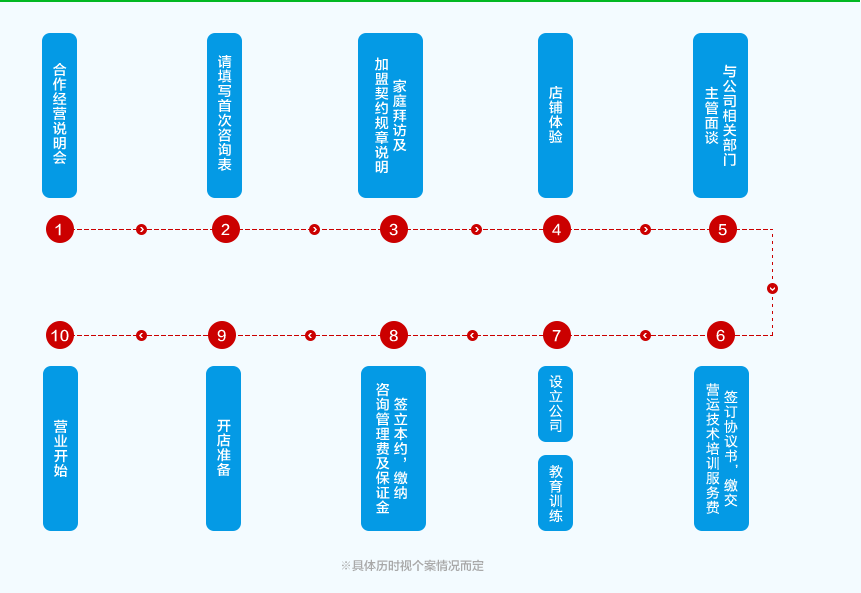 合作经营说明会
请填写首次咨询表
家庭拜访及
加盟契约规章说明
店铺体验
与公司相关部门
主管面谈
1
2
3
4
5
6
7
8
9
10
签订协议书，缴交
营运技术培训服务费
设立公司
教育训练
签立本约，缴纳
咨询管理费及保证金
开店准备
营业开始
※具体历时视个案情况而定